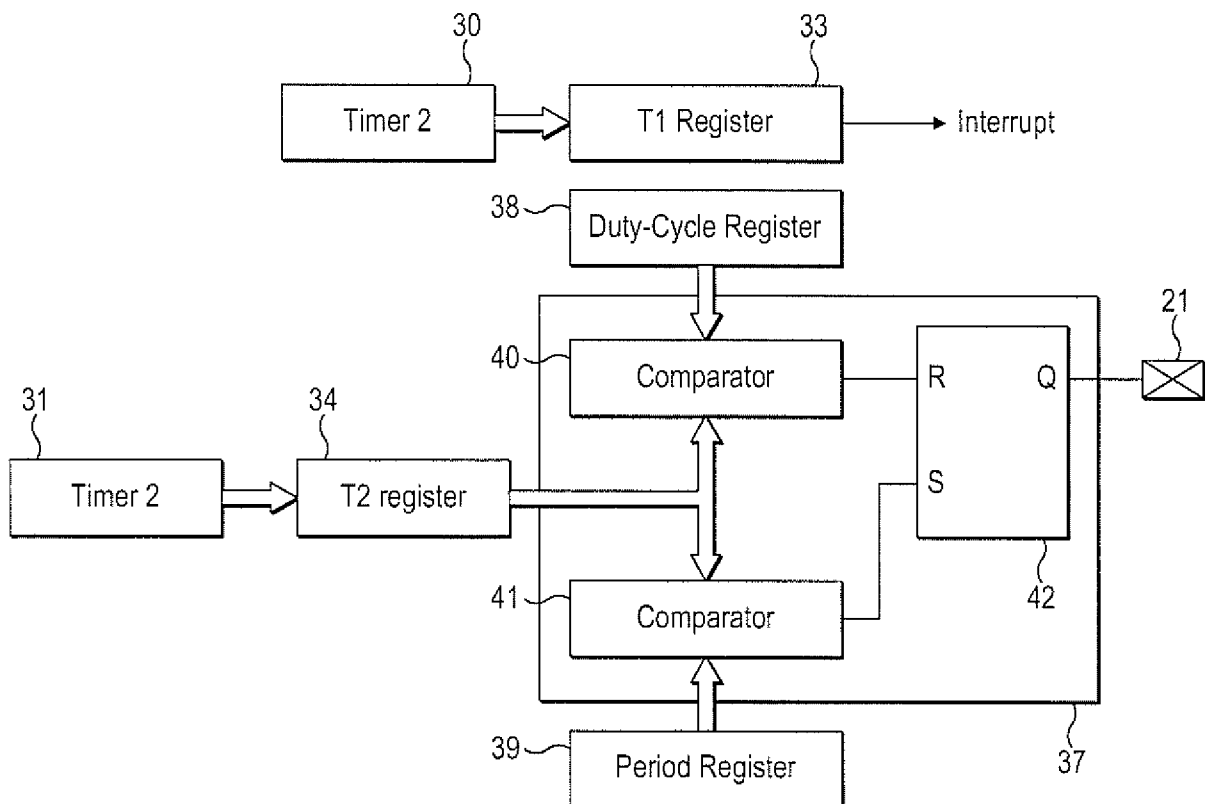 30
33
Timer 2
T1 Register
Interrupt
38
Duty-Cycle Register
21
40
Comparator
R
Q
31
34
Timer 2
T2 register
S
41
Comparator
42
39
Period Register
37